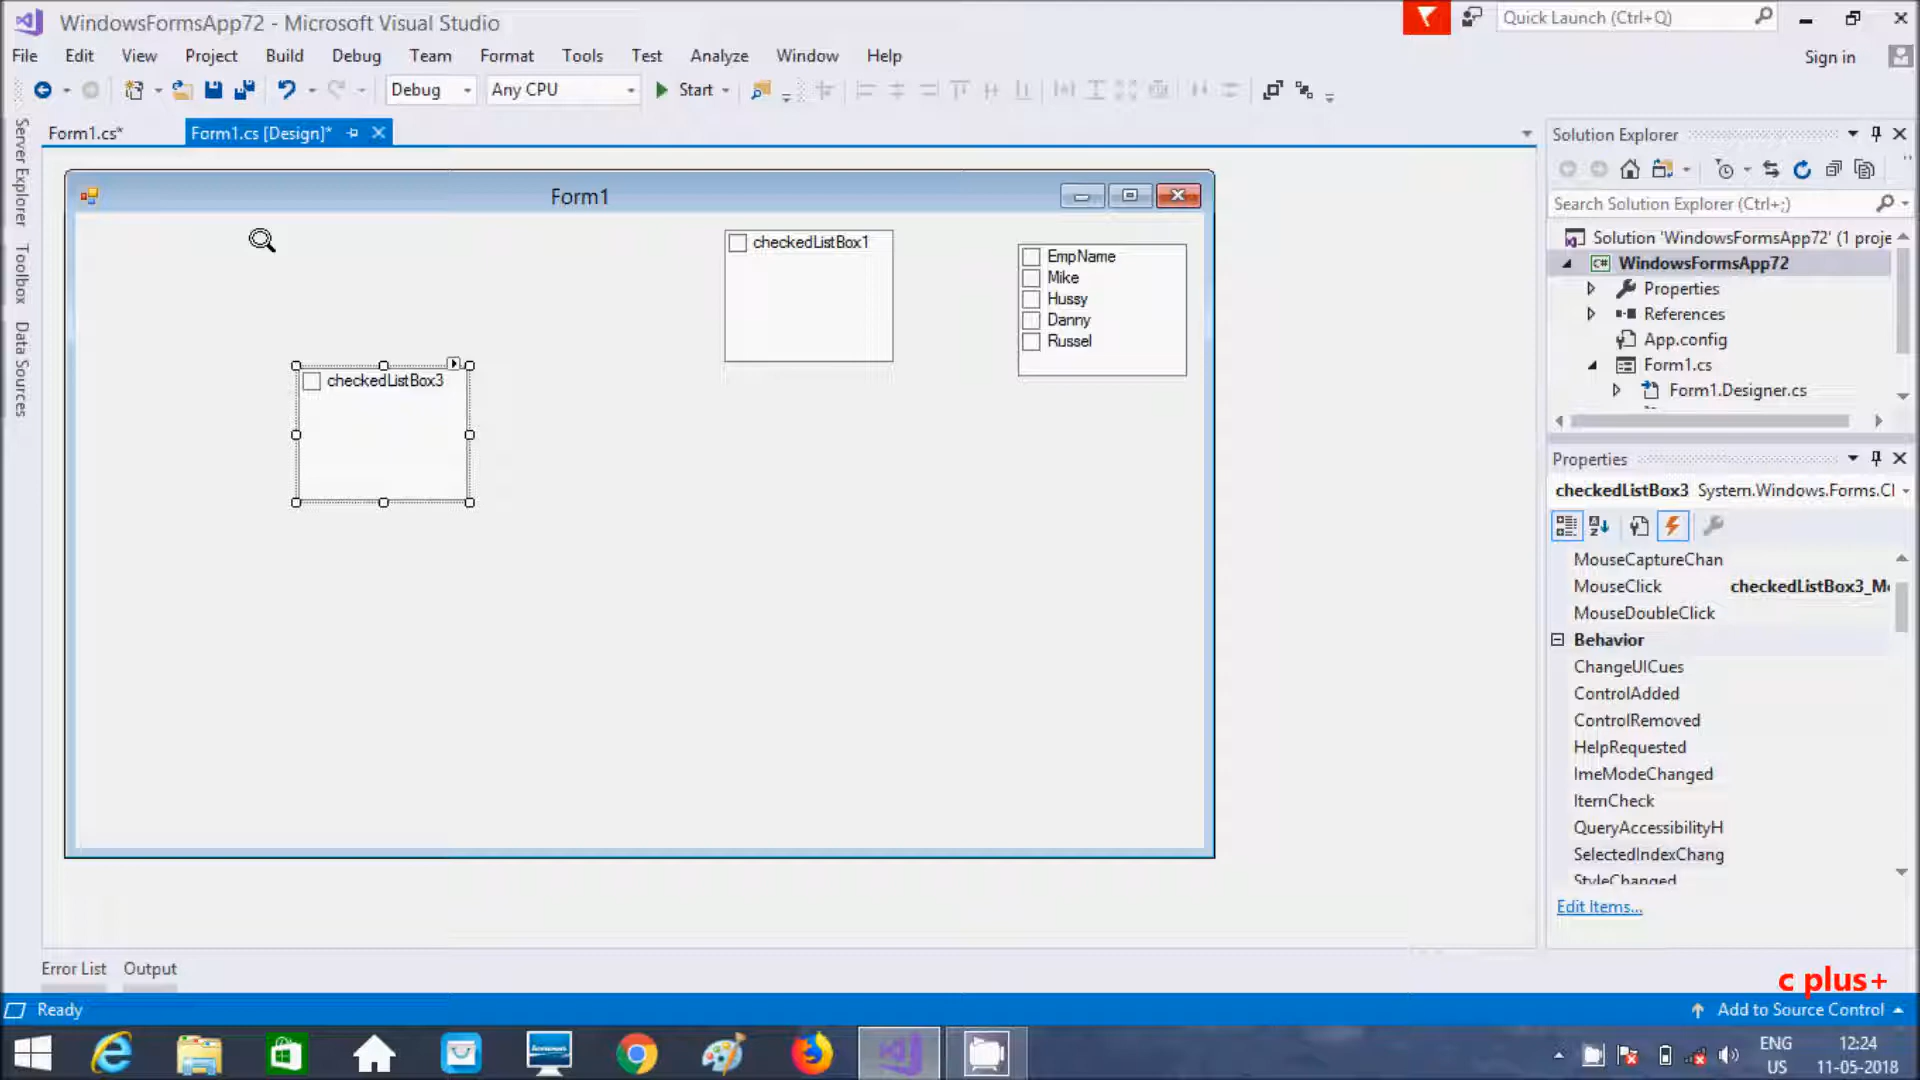 WindowsFormsApp72 - Microsoft Visual Studio
Quick Launch (Ctrl+Q)
File Edit View Project Build Debug Team Format Tools Test Analyze Window Help
Sign in
Debug Any CPU Start
Server Explorer
Toolbox
Data Sources
Form1.cs* Form1.cs [Design]*
Form1
checkedListBox1
EmpName
Mike
Hussy
Danny
Russel
checkedListBox3
Solution Explorer
Search Solution Explorer (Ctrl+;)
Solution 'WindowsFormsApp72' (1 proje
C# WindowsFormsApp72
Properties
References
App.config
Form1.cs
Form1.Designer.cs
Properties
checkedListBox3 System.Windows.Forms.Cl
MouseCaptureChan
MouseClick checkedListBox3_M
MouseDoubleClick
Behavior
ChangeUICues
ControlAdded
ControlRemoved
HelpRequested
ImeModeChanged
ItemCheck
QueryAccessibilityH
SelectedIndexChang
StyleChanged
Edit Items...
Error List Output
c plus+
Ready
Add to Source Control
ENG
US
12:24
11-05-2018